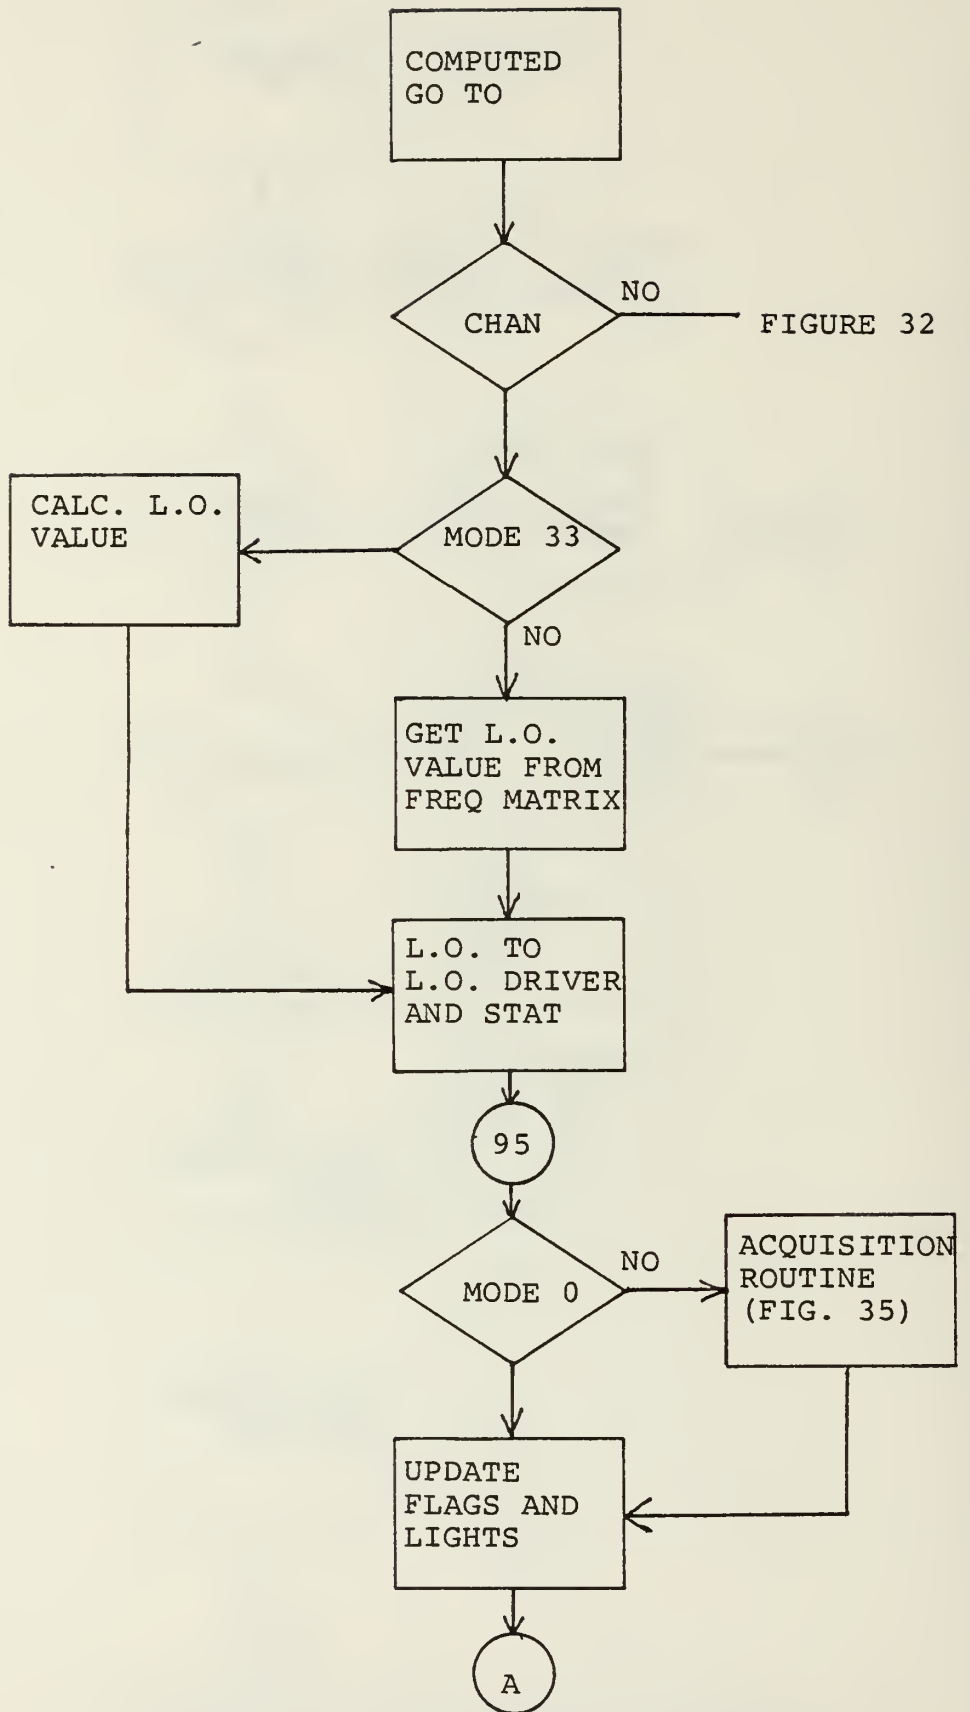 COMPUTED
GO TO
CHAN
NO
FIGURE 32
MODE 33
CALC. L.O.
VALUE
NO
GET L.O.
VALUE FROM
FREQ MATRIX
L.O. TO
L.O. DRIVER
AND STAT
95
MODE 0
NO
ACQUISITION
ROUTINE
(FIG. 35)
UPDATE
FLAGS AND
LIGHTS
A